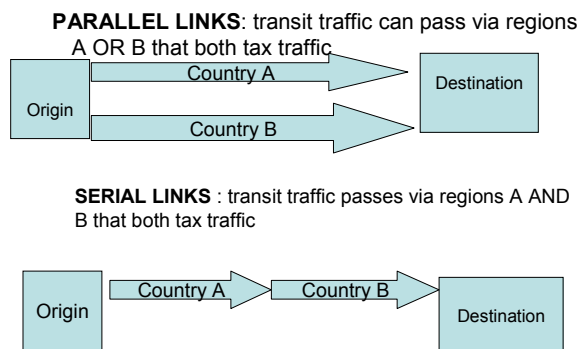 PARALLEL LINKS: transit traffic can pass via regions
A OR B that both tax traffic
Country A
Origin
Destination
Country B
SERIAL LINKS : transit traffic passes via regions A AND
B that both tax traffic
Origin
Country A
Country B
Destination